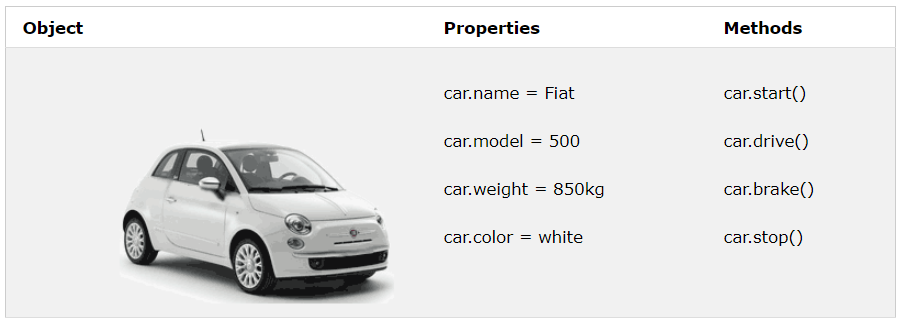 Object Properties Methods
car.name = Fiat car.start()
car.model = 500 car.drive()
car.weight = 850kg car.brake()
car.color = white car.stop()